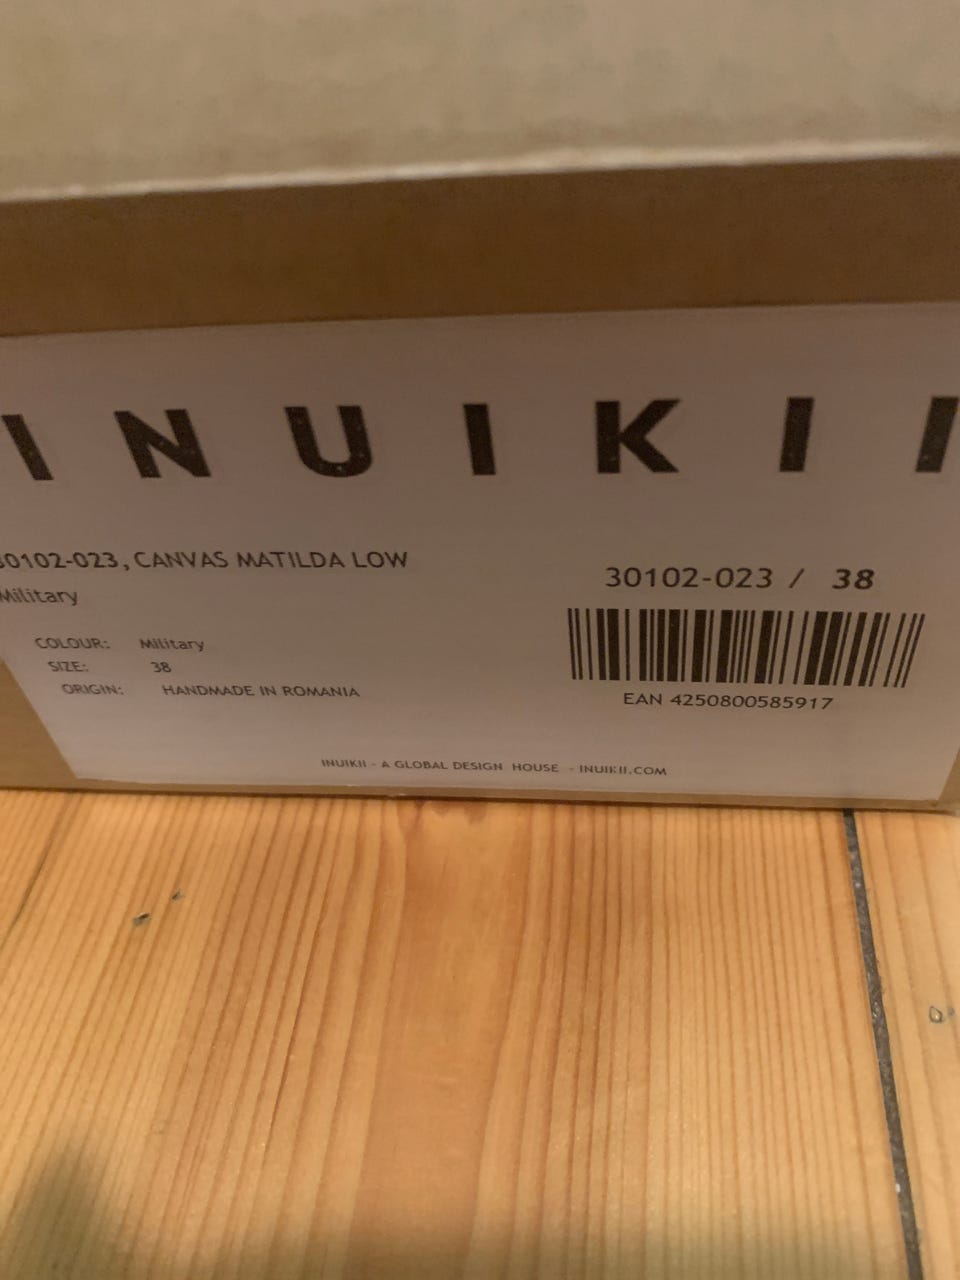 INUIKII
30102-023, CANVAS MATILDA LOW
Military
COLOUR: Military
SIZE: 38
ORIGIN: HANDMADE IN ROMANIA
30102-023 / 38
EAN 4250800585917
INUIKII - A GLOBAL DESIGN HOUSE - INUIKII.COM